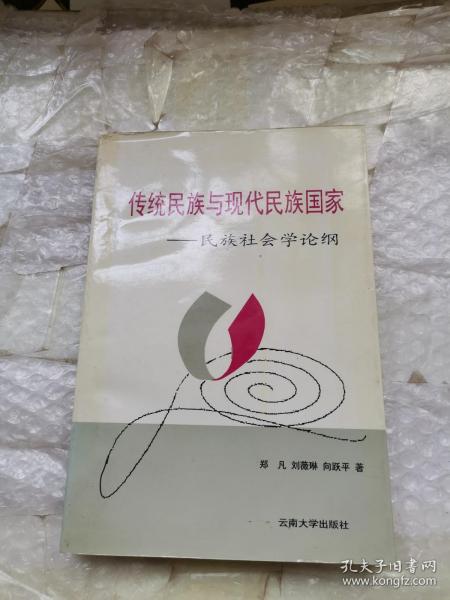 传统民族与现代民族国家
——民族社会学论纲
郑 凡 刘薇琳 向跃平 著
云南大学出版社
孔夫子旧书网
www.kongfz.com